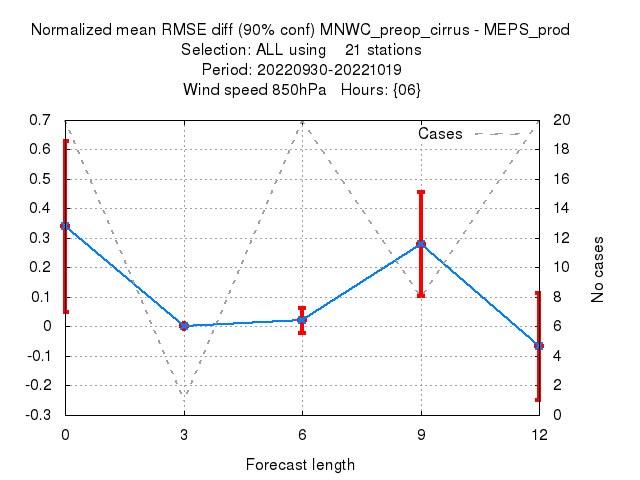 Normalized mean RMSE diff (90% conf) MNWC_preop_cirrus - MEPS_prod
Selection: ALL using 21 stations
Period: 20220930-20221019
Wind speed 850hPa Hours: {06}
Cases
0.7
0.6
0.5
0.4
0.3
0.2
0.1
0
-0.1
-0.2
-0.3
20
18
16
14
12
10
8
6
4
2
0
No cases
0 3 6 9 12
Forecast length